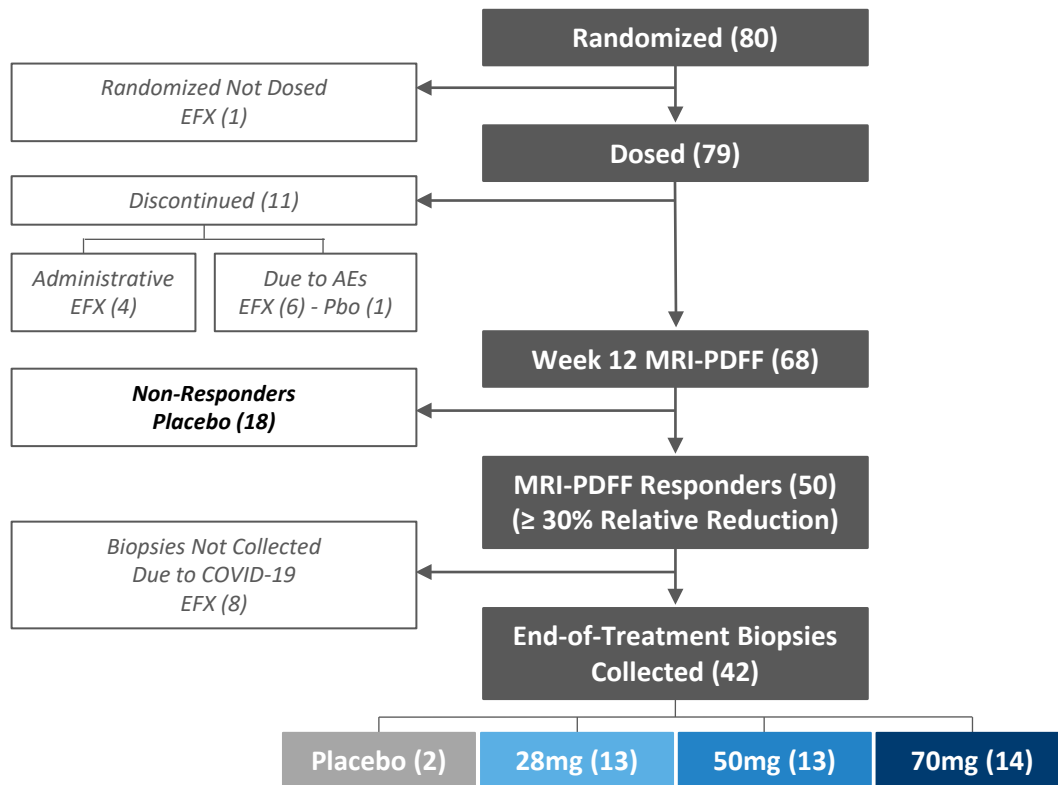 Randomized (80)
Randomized Not Dosed
EFX (1)
Dosed (79)
Discontinued (11)
Administrative
EFX (4)
Due to AEs
EFX (6) - Pbo (1)
Week 12 MRI-PDFF (68)
Non-Responders
Placebo (18)
MRI-PDFF Responders (50)
(≥ 30% Relative Reduction)
Biopsies Not Collected
Due to COVID-19
EFX (8)
End-of-Treatment Biopsies
Collected (42)
Placebo (2)
28mg (13)
50mg (13)
70mg (14)